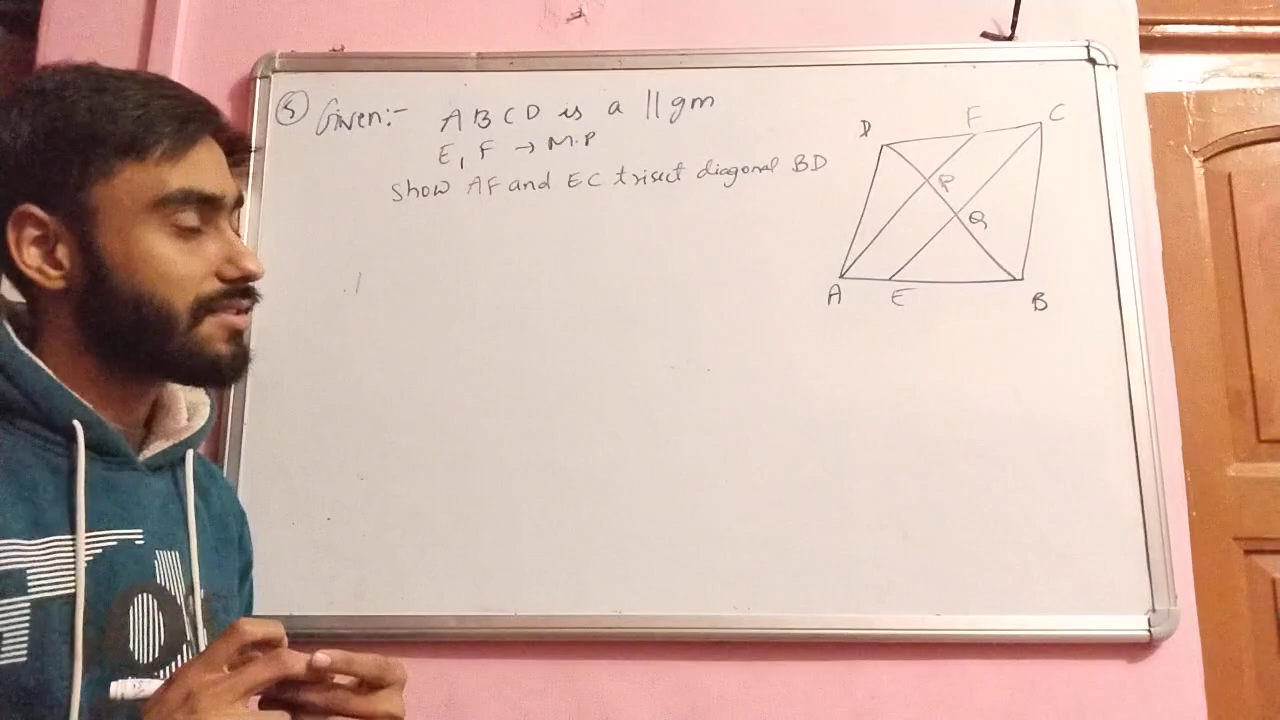 5 Given:- ABCD is a ||gm
E, F → M.P
Show AF and EC trisect diagonal BD
D F C
P
Q
A E B